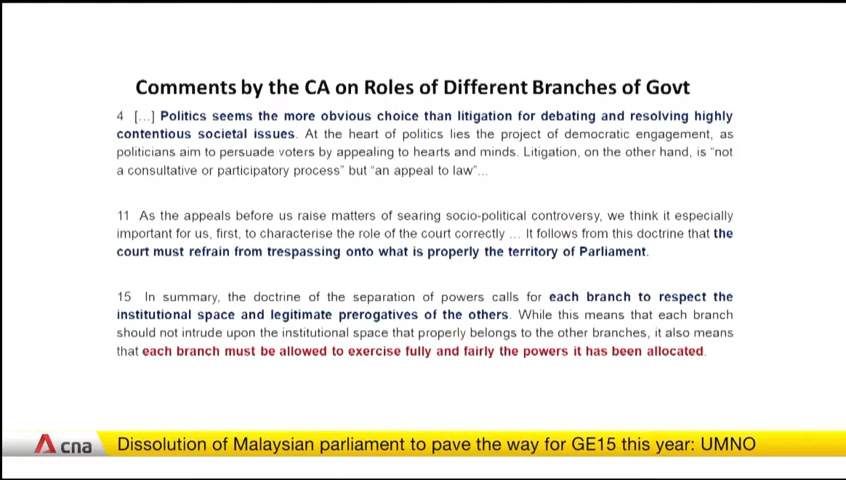 Comments by the CA on Roles of Different Branches of Govt
4 [...] Politics seems the more obvious choice than litigation for debating and resolving highly
contentious societal issues. At the heart of politics lies the project of democratic engagement, as
politicians aim to persuade voters by appealing to hearts and minds. Litigation, on the other hand, is “not
a consultative or participatory process” but “an appeal to law”...
11 As the appeals before us raise matters of searing socio-political controversy, we think it especially
important for us, first, to characterise the role of the court correctly ... It follows from this doctrine that the
court must refrain from trespassing onto what is properly the territory of Parliament.
15 In summary, the doctrine of the separation of powers calls for each branch to respect the
institutional space and legitimate prerogatives of the others. While this means that each branch
should not intrude upon the institutional space that properly belongs to the other branches, it also means
that each branch must be allowed to exercise fully and fairly the powers it has been allocated.
cna Dissolution of Malaysian parliament to pave the way for GE15 this year: UMNO